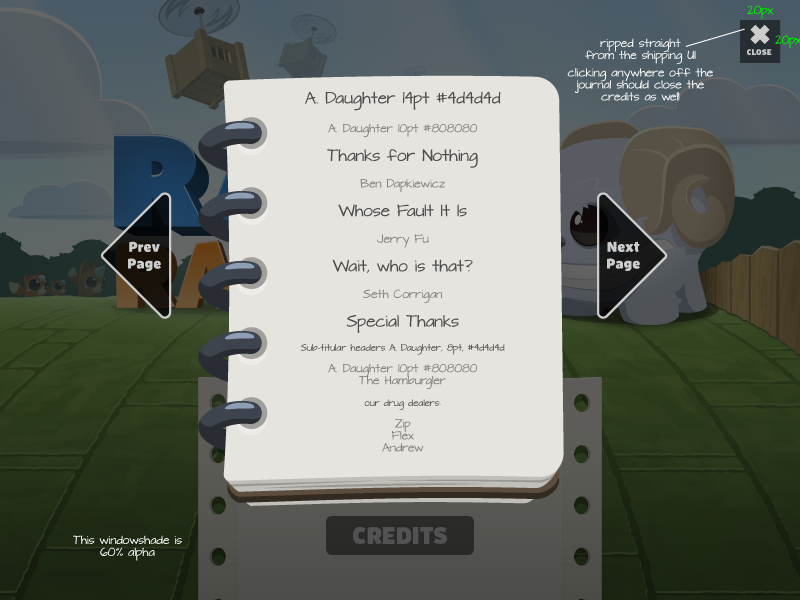 20px
20px
CLOSE
ripped straight
from the shipping UI
clicking anywhere off the
journal should close the
credits as well
A. Daughter 14pt #4d4d4d
A. Daughter 10pt #808080
Thanks for Nothing
Ben Dapkiewicz
Whose Fault It Is
Jerry Fu
Wait, who is that?
Seth Corrigan
Special Thanks
Sub-titular headers A. Daughter, 8pt, #4d4d4d
A. Daughter 10pt #808080
The Hamburgler
our drug dealers:
Zip
Flex
Andrew
Prev
Page
Next
Page
RA
RA
CREDITS
This windowshade is
60% alpha